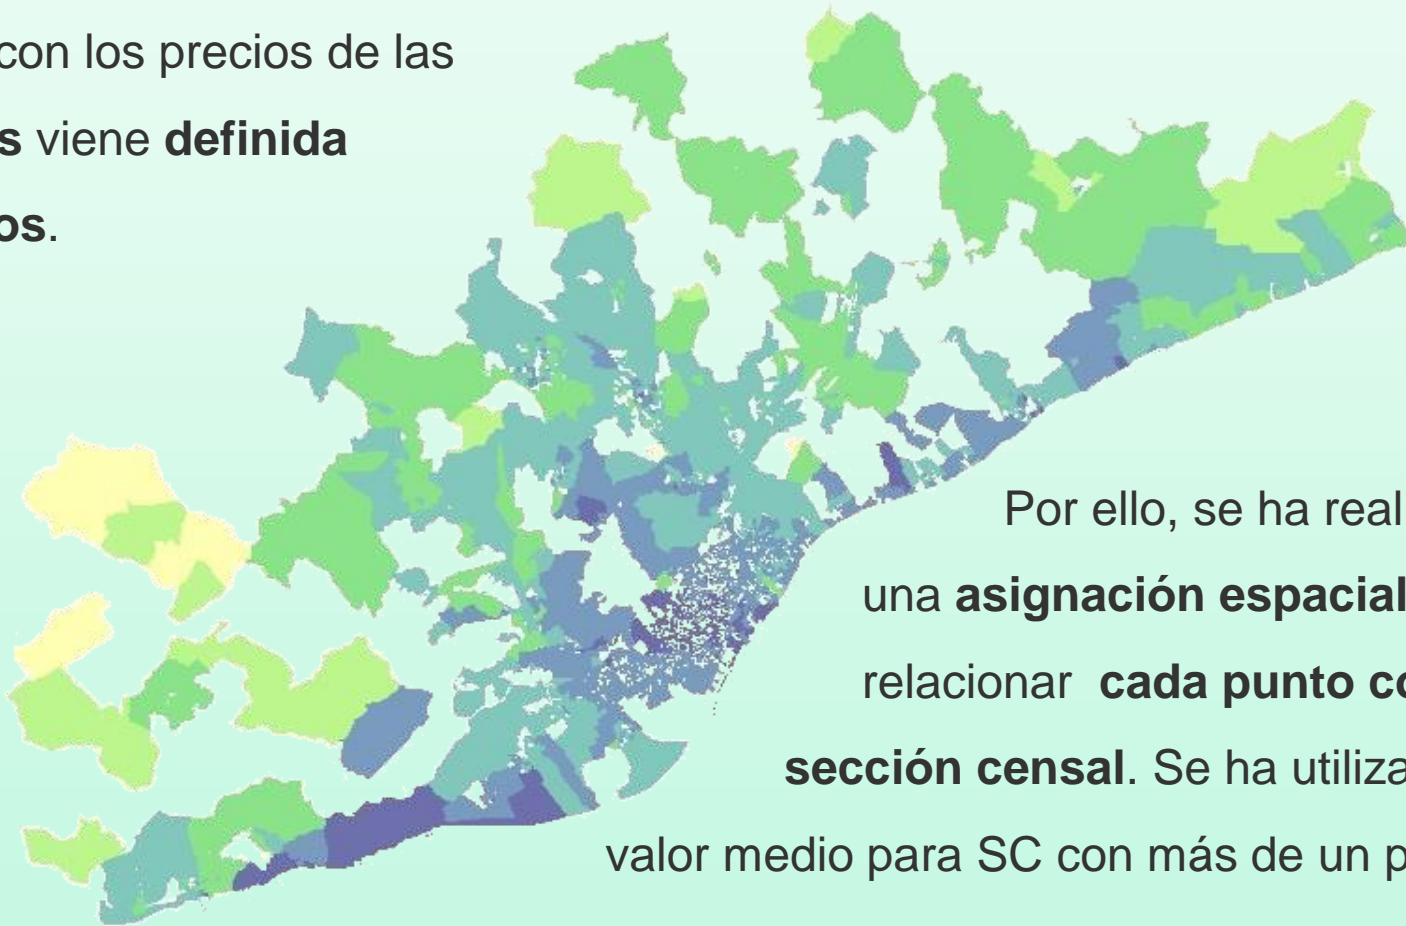 con los precios de las
s viene definida
os.
Por ello, se ha real
una asignación espacial
relacionar cada punto co
sección censal. Se ha utiliza
valor medio para SC con más de un p